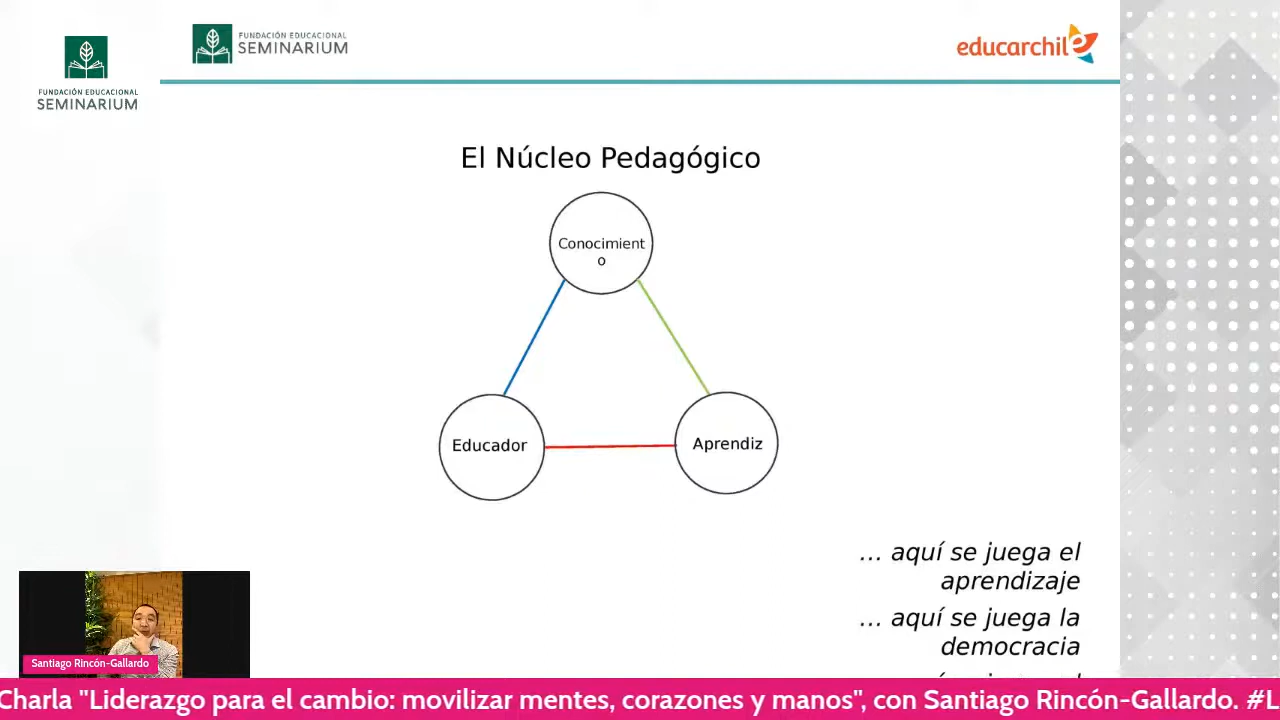 FUNDACIÓN EDUCACIONAL
SEMINARIUM
FUNDACIÓN EDUCACIONAL
SEMINARIUM
educarchile
El Núcleo Pedagógico
Conocimient
o
Educador
Aprendiz
... aquí se juega el
aprendizaje
... aquí se juega la
democracia
Santiago Rincón-Gallardo
Charla "Liderazgo para el cambio: movilizar mentes, corazones y manos", con Santiago Rincón-Gallardo. #L